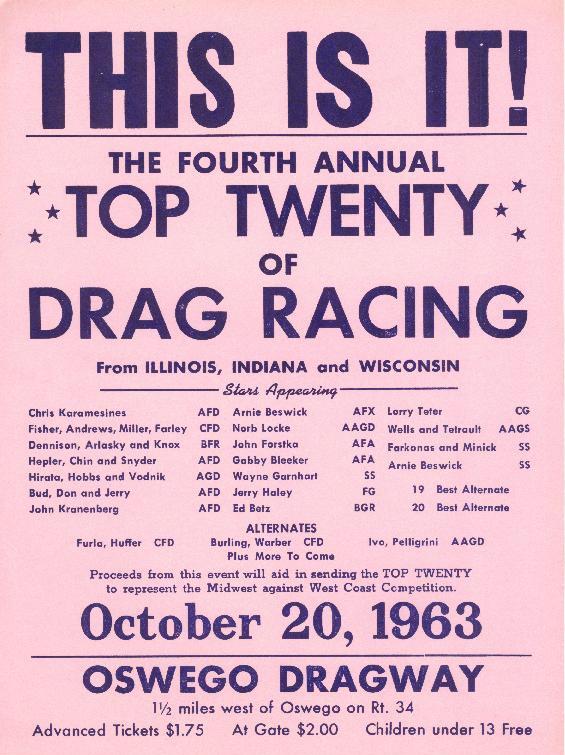 THIS IS IT!
THE FOURTH ANNUAL
TOP TWENTY
OF
DRAG RACING
From ILLINOIS, INDIANA and WISCONSIN
Stars Appearing
Chris Karamesines AFD
Fisher, Andrews, Miller, Farley CFD
Dennison, Arlasky and Knox BFR
Hepler, Chin and Snyder AFD
Hirata, Hobbs and Vodnik AGD
Bud, Don and Jerry AFD
John Kranenberg AFD
Arnie Beswick AFX
Norb Locke AAGD
John Forstka AFA
Gabby Bleeker AFA
Wayne Garnhart SS
Jerry Haley FG
Ed Betz BGR
Larry Teter CG
Wells and Tetrault AAGS
Farkonas and Minick SS
Arnie Beswick SS
19 Best Alternate
20 Best Alternate
ALTERNATES
Furla, Huffer CFD Burling, Warber CFD Ivo, Pelligrini AAGD
Plus More To Come
Proceeds from this event will aid in sending the TOP TWENTY
to represent the Midwest against West Coast Competition.
October 20, 1963
OSWEGO DRAGWAY
1½ miles west of Oswego on Rt. 34
Advanced Tickets $1.75 At Gate $2.00 Children under 13 Free